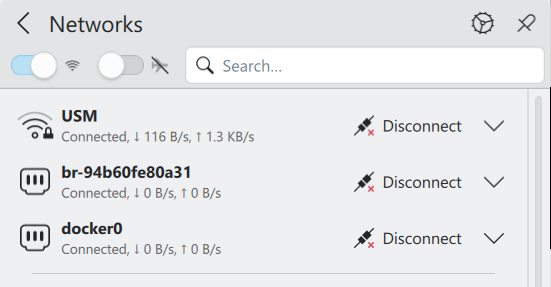 Networks
Search...
USM
Connected, ↓ 116 B/s, ↑ 1.3 KB/s
Disconnect
br-94b60fe80a31
Connected, ↓ 0 B/s, ↑ 0 B/s
Disconnect
docker0
Connected, ↓ 0 B/s, ↑ 0 B/s
Disconnect